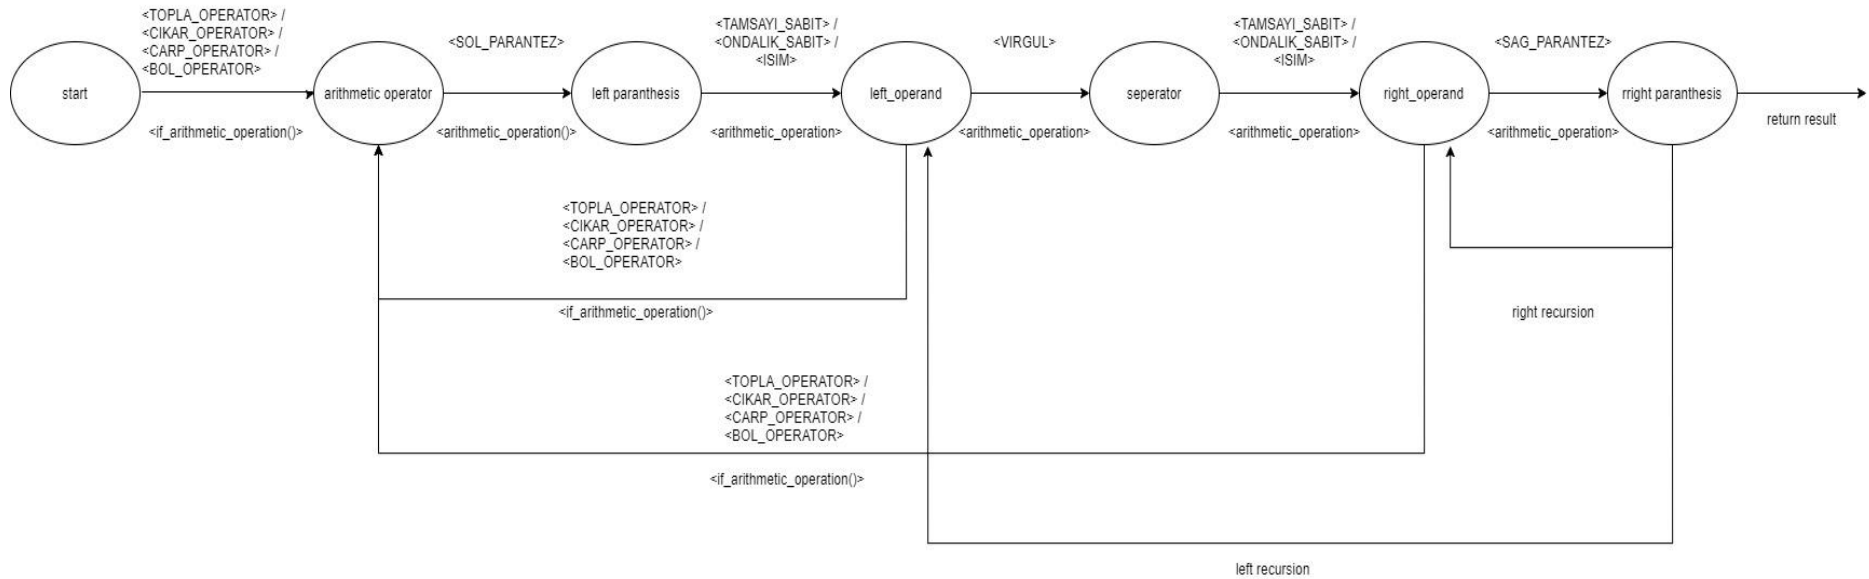 <TOPLA_OPERATOR> /
<CIKAR_OPERATOR> /
<CARP_OPERATOR> /
<BOL_OPERATOR>
<SOL_PARANTEZ>
<TAMSAYI_SABIT> /
<ONDALIK_SABIT> /
<ISIM>
<VIRGUL>
<TAMSAYI_SABIT> /
<ONDALIK_SABIT> /
<ISIM>
<SAG_PARANTEZ>
start
arithmetic operator
left paranthesis
left_operand
seperator
right_operand
rright paranthesis
<if_arithmetic_operation()>
<arithmetic_operation()>
<arithmetic_operation>
<arithmetic_operation>
<arithmetic_operation>
<arithmetic_operation>
return result
<TOPLA_OPERATOR> /
<CIKAR_OPERATOR> /
<CARP_OPERATOR> /
<BOL_OPERATOR>
<if_arithmetic_operation()>
right recursion
<TOPLA_OPERATOR> /
<CIKAR_OPERATOR> /
<CARP_OPERATOR> /
<BOL_OPERATOR>
<if_arithmetic_operation()>
left recursion